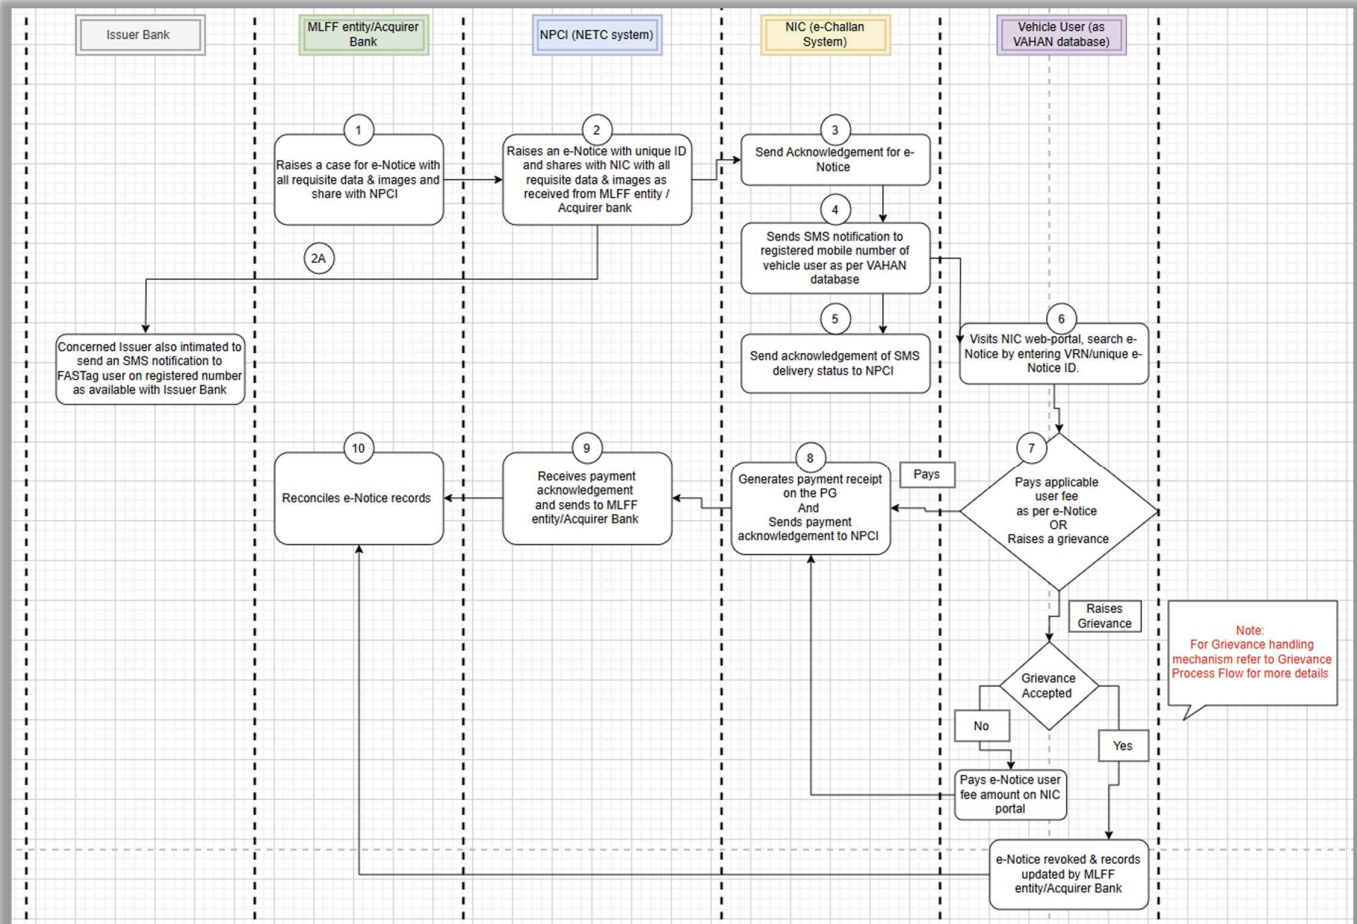 Issuer Bank
MLFF entity/Acquirer
Bank
NPCI (NETC system)
NIC (e-Challan
System)
Vehicle User (as
VAHAN database)
1
Raises a case for e-Notice with
all requisite data & images and
share with NPCI
2
Raises an e-Notice with unique ID
and shares with NIC with all
requisite data & images as
received from MLFF entity /
Acquirer bank
3
Send Acknowledgement for e-
Notice
4
Sends SMS notification to
registered mobile number of
vehicle user as per VAHAN
database
2A
Concerned Issuer also intimated to
send an SMS notification to
FASTag user on registered number
as available with Issuer Bank
5
Send acknowledgement of SMS
delivery status to NPCI
6
Visits NIC web-portal, search e-
Notice by entering VRN/unique e-
Notice ID.
7
Pays applicable
user fee
as per e-Notice
OR
Raises a grievance
Pays
8
Generates payment receipt
on the PG
And
Sends payment
acknowledgement to NPCI
9
Receives payment
acknowledgement
and sends to MLFF
entity/Acquirer Bank
10
Reconciles e-Notice records
Raises
Grievance
Grievance
Accepted
No
Yes
Pays e-Notice user
fee amount on NIC
portal
e-Notice revoked & records
updated by MLFF
entity/Acquirer Bank
Note:
For Grievance handling
mechanism refer to Grievance
Process Flow for more details